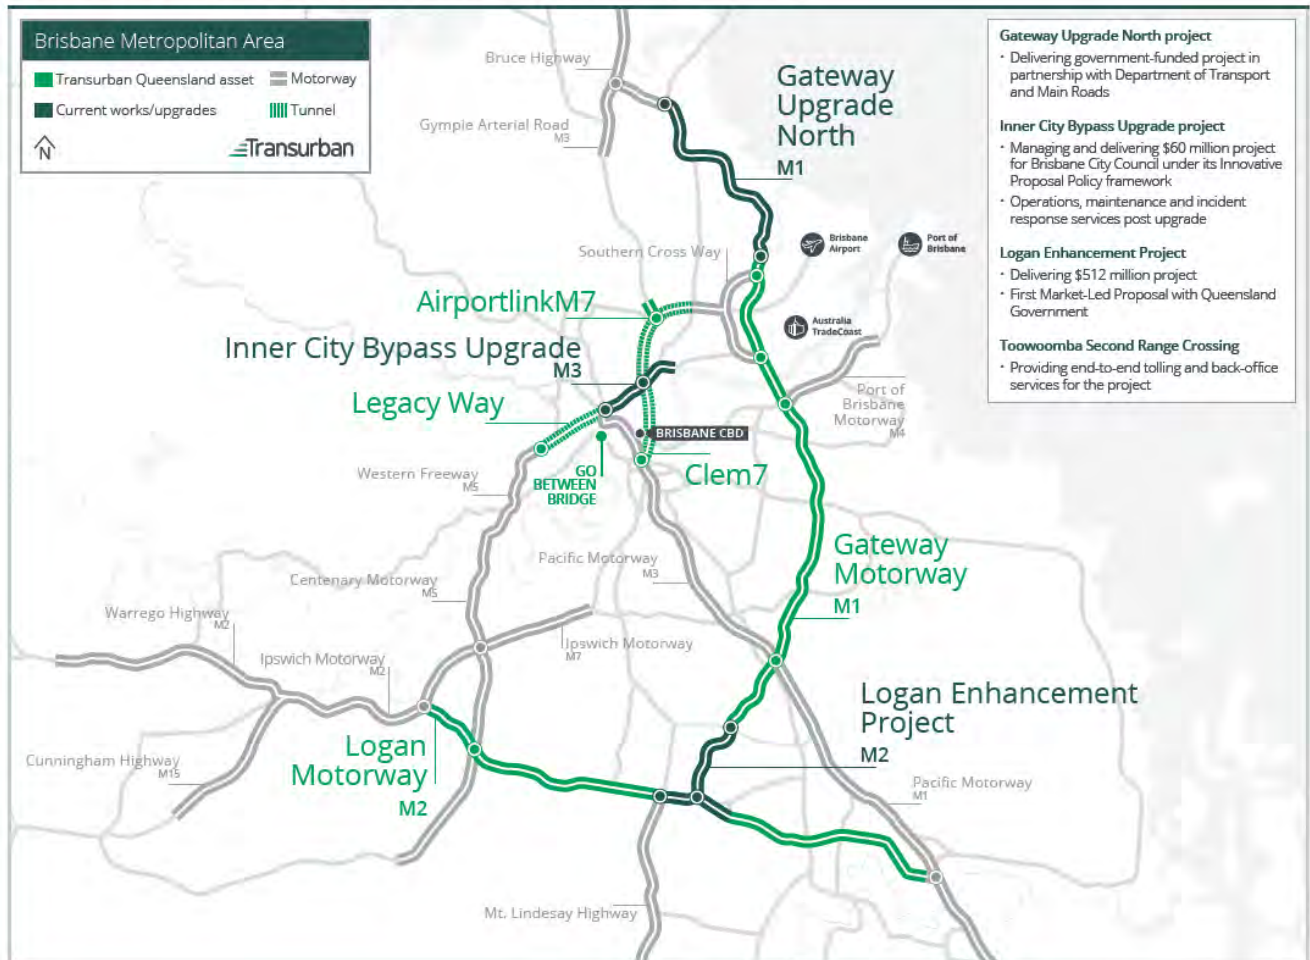 Brisbane Metropolitan Area
Transurban Queensland asset
Motorway
Current works/upgrades
Tunnel
N
Transurban
Bruce Highway
Gympie Arterial Road
M3
Gateway
Upgrade
North
M1
Southern Cross Way
Brisbane
Airport
Port of
Brisbane
Australia
TradeCoast
AirportlinkM7
Inner City Bypass Upgrade
M3
Legacy Way
Port of
Brisbane
Motorway
M4
BRISBANE CBD
GO
BETWEEN
BRIDGE
Clem7
Western Freeway
M5
Pacific Motorway
M3
Gateway
Motorway
M1
Centenary Motorway
M5
Warrego Highway
M2
Ipswich Motorway
M7
Ipswich Motorway
M2
Logan Enhancement
Project
M2
Logan
Motorway
M2
Cunningham Highway
M15
Pacific Motorway
M1
Mt. Lindesay Highway
Gateway Upgrade North project
· Delivering government-funded project in
partnership with Department of Transport
and Main Roads
Inner City Bypass Upgrade project
· Managing and delivering $60 million project
for Brisbane City Council under its Innovative
Proposal Policy framework
· Operations, maintenance and incident
response services post upgrade
Logan Enhancement Project
· Delivering $512 million project
· First Market-Led Proposal with Queensland
Government
Toowoomba Second Range Crossing
· Providing end-to-end tolling and back-office
services for the project